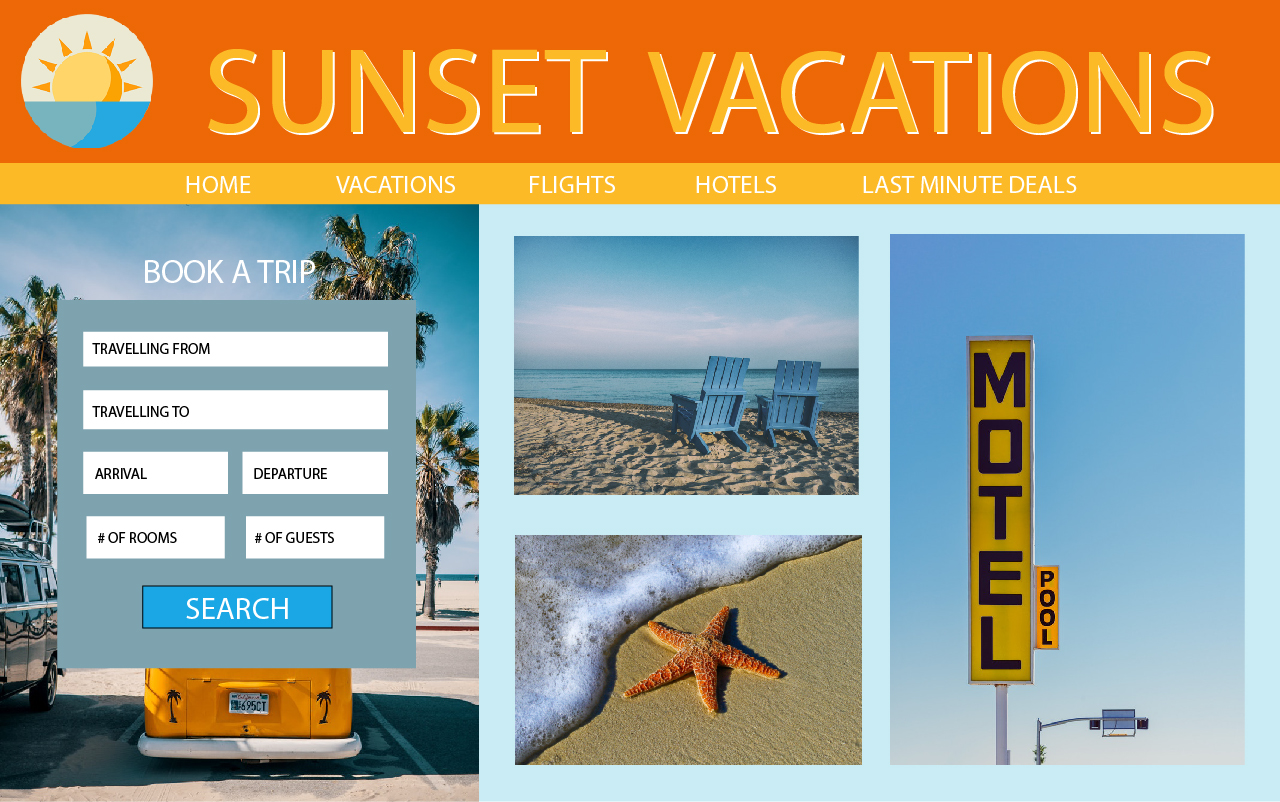 SUNSET VACATIONS
HOME VACATIONS FLIGHTS HOTELS LAST MINUTE DEALS
BOOK A TRIP
TRAVELLING FROM
TRAVELLING TO
ARRIVAL DEPARTURE
# OF ROOMS # OF GUESTS
SEARCH
MOTEL
POOL